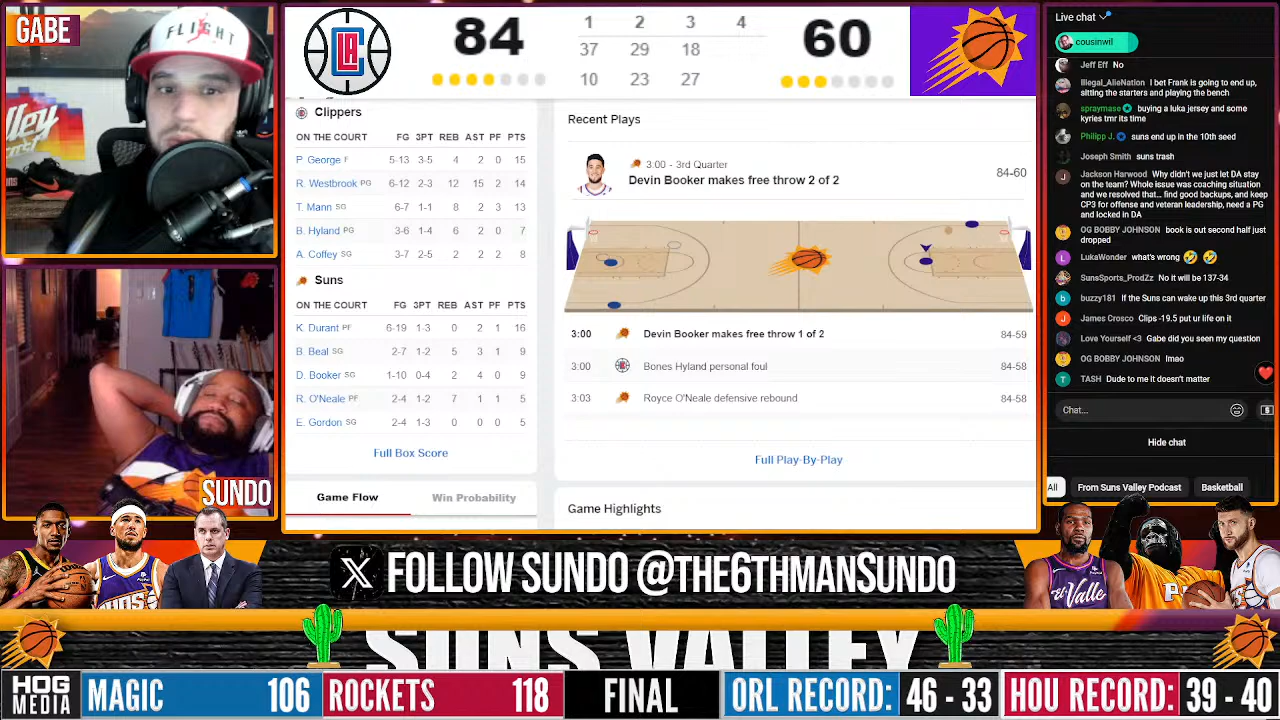 GABE
FLIGHT
84
1 2 3 4
37 29 18
10 23 27
60
Clippers
ON THE COURT FG 3PT REB AST PF PTS
P. George F 5-13 3-5 4 2 0 15
R. Westbrook PG 6-12 2-3 12 15 2 14
T. Mann SG 6-7 1-1 8 2 3 13
B. Hyland PG 3-6 1-4 6 2 0 7
A. Coffey SG 3-7 2-5 2 2 2 8
Suns
ON THE COURT FG 3PT REB AST PF PTS
K. Durant PF 6-19 1-3 0 2 1 16
B. Beal SG 2-7 1-2 5 3 1 9
D. Booker SG 1-10 0-4 2 4 0 9
R. O'Neale PF 2-4 1-2 7 1 1 5
E. Gordon SG 2-4 1-3 0 0 0 5
Full Box Score
Game Flow Win Probability
Recent Plays
3:00 - 3rd Quarter
Devin Booker makes free throw 2 of 2 84-60
3:00 Devin Booker makes free throw 1 of 2 84-59
3:00 Bones Hyland personal foul 84-58
3:03 Royce O'Neale defensive rebound 84-58
Full Play-By-Play
Game Highlights
Live chat
cousinwil
Jeff Eff No
Illegal_AlieNation I bet Frank is going to end up,
sitting the starters and playing the bench
spraymase buying a luka jersey and some
kyries tmr its time
Philipp J. suns end up in the 10th seed
Joseph Smith suns trash
Jackson Harwood Why didn't we just let DA stay
on the team? Whole issue was coaching situation
and we resolved that.. find good backups, and keep
CP3 for offense and veteran leadership, need a PG
and locked in DA
OG BOBBY JOHNSON book is out second half just
dropped
LukaWonder what's wrong 🤣 🤣
SunsSports_ProdZz No it will be 137-34
buzzy181 If the Suns can wake up this 3rd quarter
James Crosco Clips -19.5 put ur life on it
Love Yourself <3 Gabe did you seen my question
OG BOBBY JOHNSON lmao
TASH Dude to me it doesn't matter
Chat...
Hide chat
All From Suns Valley Podcast Basketball
SUNDO
X FOLLOW SUNDO @THE6THMANSUNDO
SUNS VALLEY
HOG
MEDIA
MAGIC 106 ROCKETS 118 FINAL ORL RECORD: 46 - 33 HOU RECORD: 39 - 40